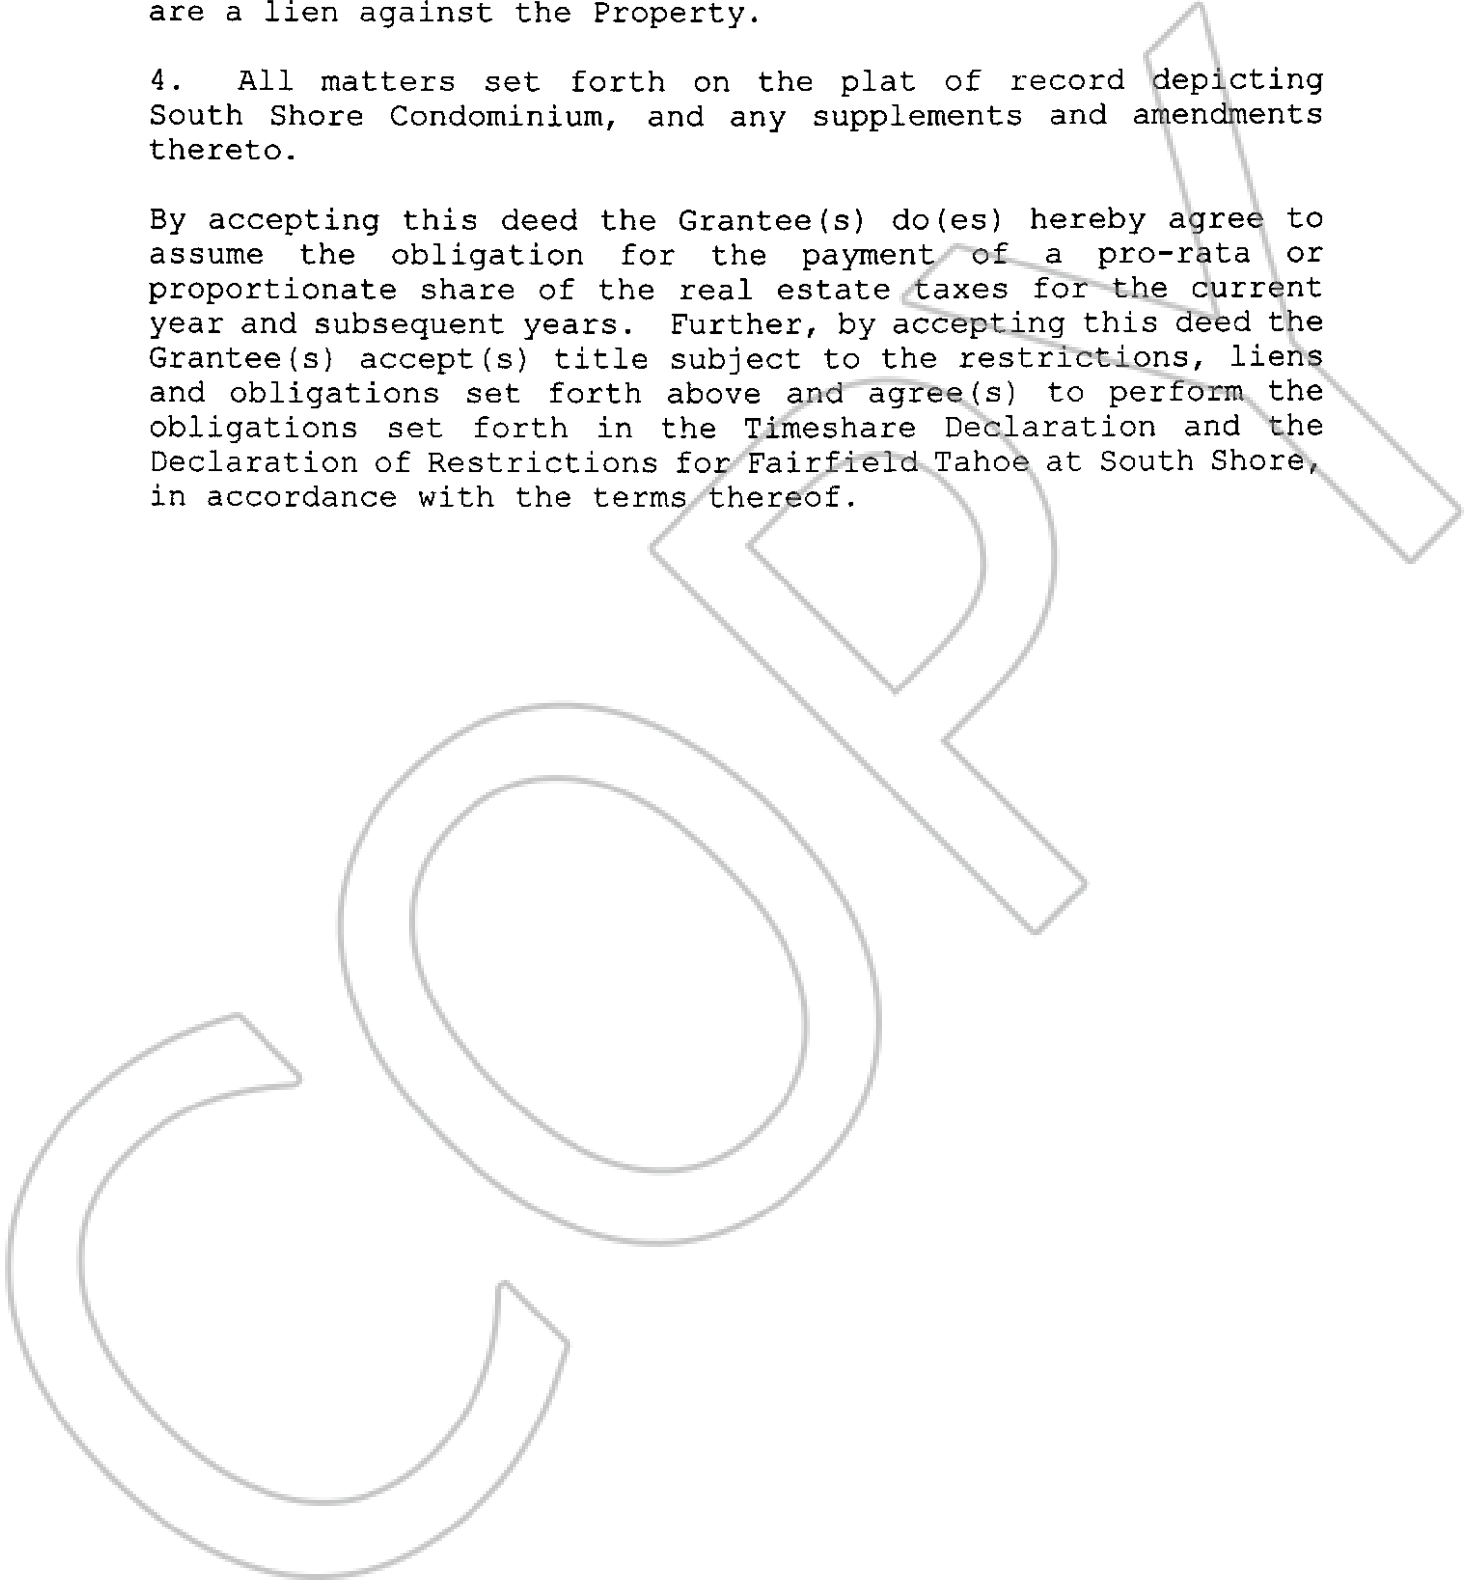 are a lien against the Property.
4. All matters set forth on the plat of record depicting
South Shore Condominium, and any supplements and amendments
thereto.
By accepting this deed the Grantee(s) do(es) hereby agree to
assume the obligation for the payment of a pro-rata or
proportionate share of the real estate taxes for the current
year and subsequent years. Further, by accepting this deed the
Grantee(s) accept(s) title subject to the restrictions, liens
and obligations set forth above and agree(s) to perform the
obligations set forth in the Timeshare Declaration and the
Declaration of Restrictions for Fairfield Tahoe at South Shore,
in accordance with the terms thereof.
COPY